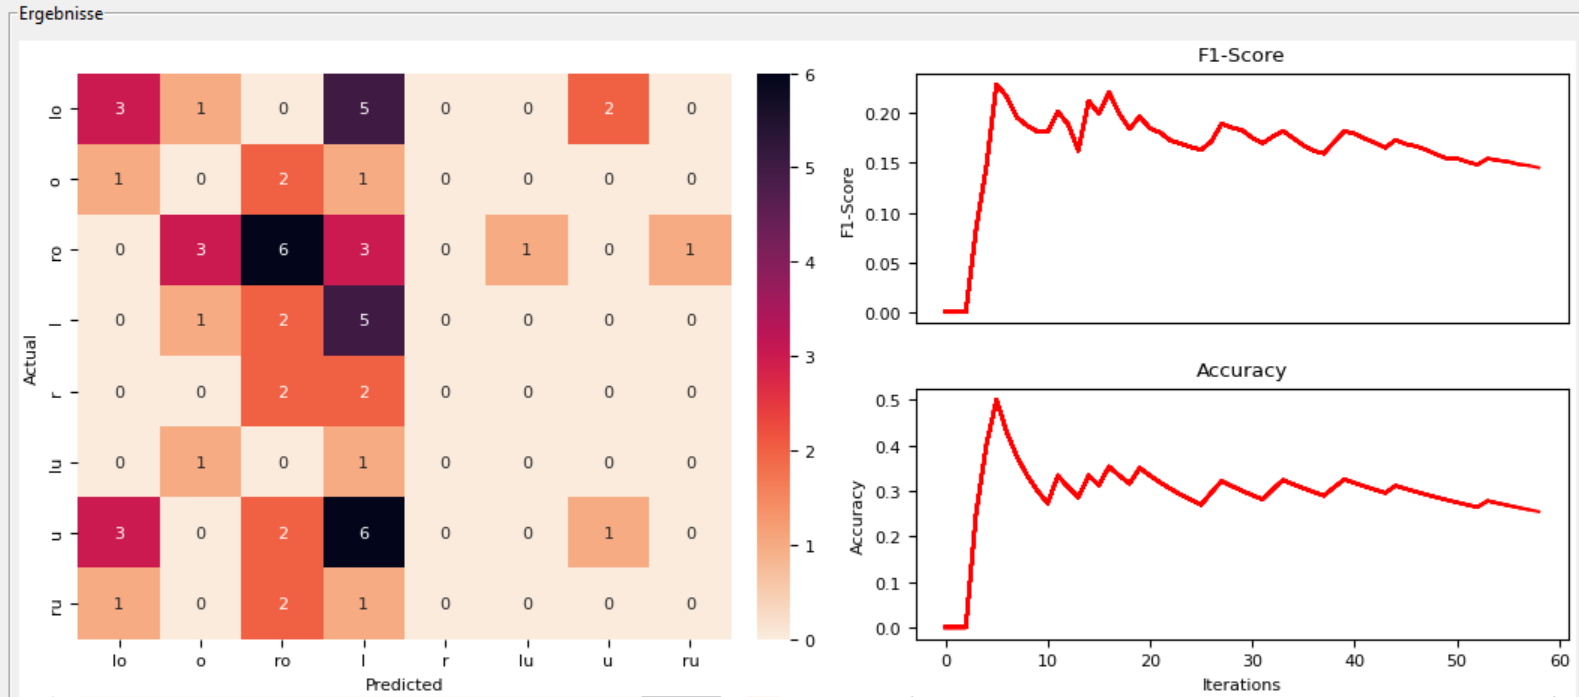 Ergebnisse
lo 3 1 0 5 0 0 2 0
o 1 0 2 1 0 0 0 0
ro 0 3 6 3 0 1 0 1
l 0 1 2 5 0 0 0 0
r 0 0 2 2 0 0 0 0
lu 0 1 0 1 0 0 0 0
u 3 0 2 6 0 0 1 0
ru 1 0 2 1 0 0 0 0
lo o ro l r lu u ru
Actual
Predicted
6
5
4
3
2
1
0
F1-Score
0.20
0.15
0.10
0.05
0.00
F1-Score
Accuracy
0.5
0.4
0.3
0.2
0.1
0.0
Accuracy
0 10 20 30 40 50 60
Iterations